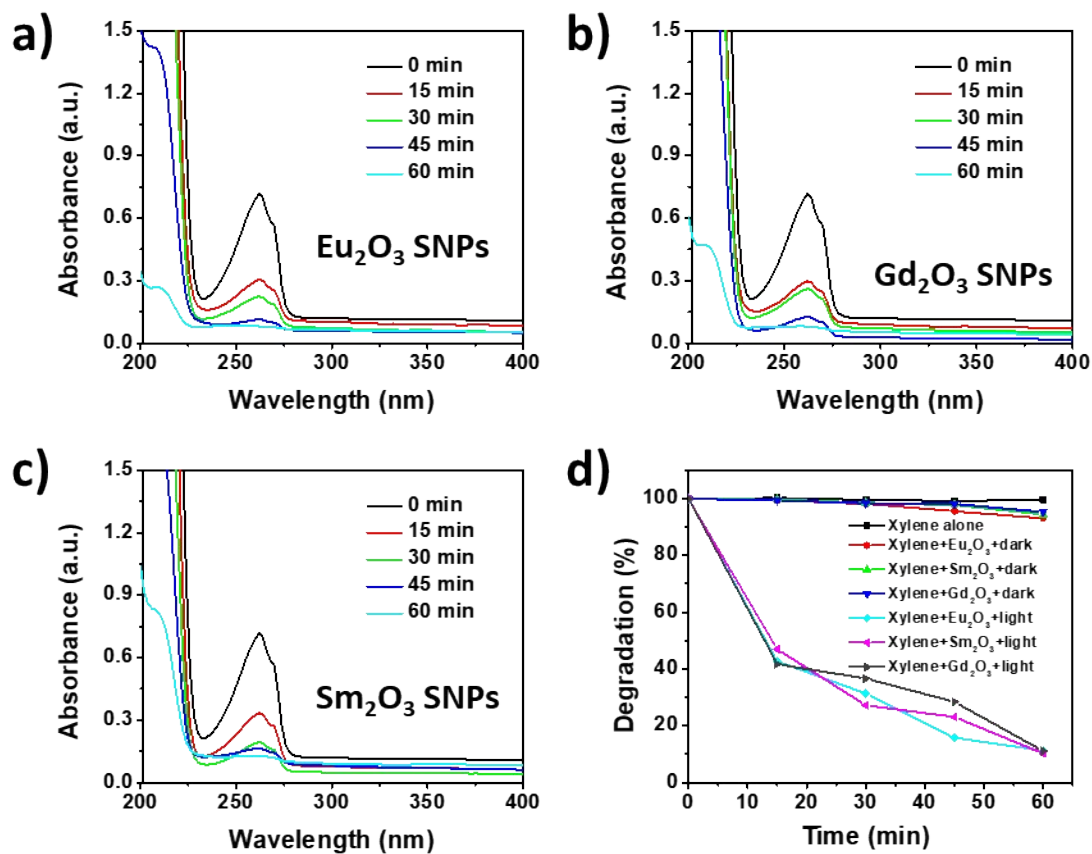 a)
Absorbance (a.u.)
1.5
1.2
0.9
0.6
0.3
0.0
0 min
15 min
30 min
45 min
60 min
Eu₂O₃ SNPs
200 250 300 350 400
Wavelength (nm)
b)
Absorbance (a.u.)
1.5
1.2
0.9
0.6
0.3
0.0
0 min
15 min
30 min
45 min
60 min
Gd₂O₃ SNPs
200 250 300 350 400
Wavelength (nm)
c)
Absorbance (a.u.)
1.5
1.2
0.9
0.6
0.3
0.0
0 min
15 min
30 min
45 min
60 min
Sm₂O₃ SNPs
200 250 300 350 400
Wavelength (nm)
d)
Degradation (%)
100
80
60
40
20
0
Xylene alone
Xylene+Eu₂O₃+dark
Xylene+Sm₂O₃+dark
Xylene+Gd₂O₃+dark
Xylene+Eu₂O₃+light
Xylene+Sm₂O₃+light
Xylene+Gd₂O₃+light
0 10 20 30 40 50 60
Time (min)